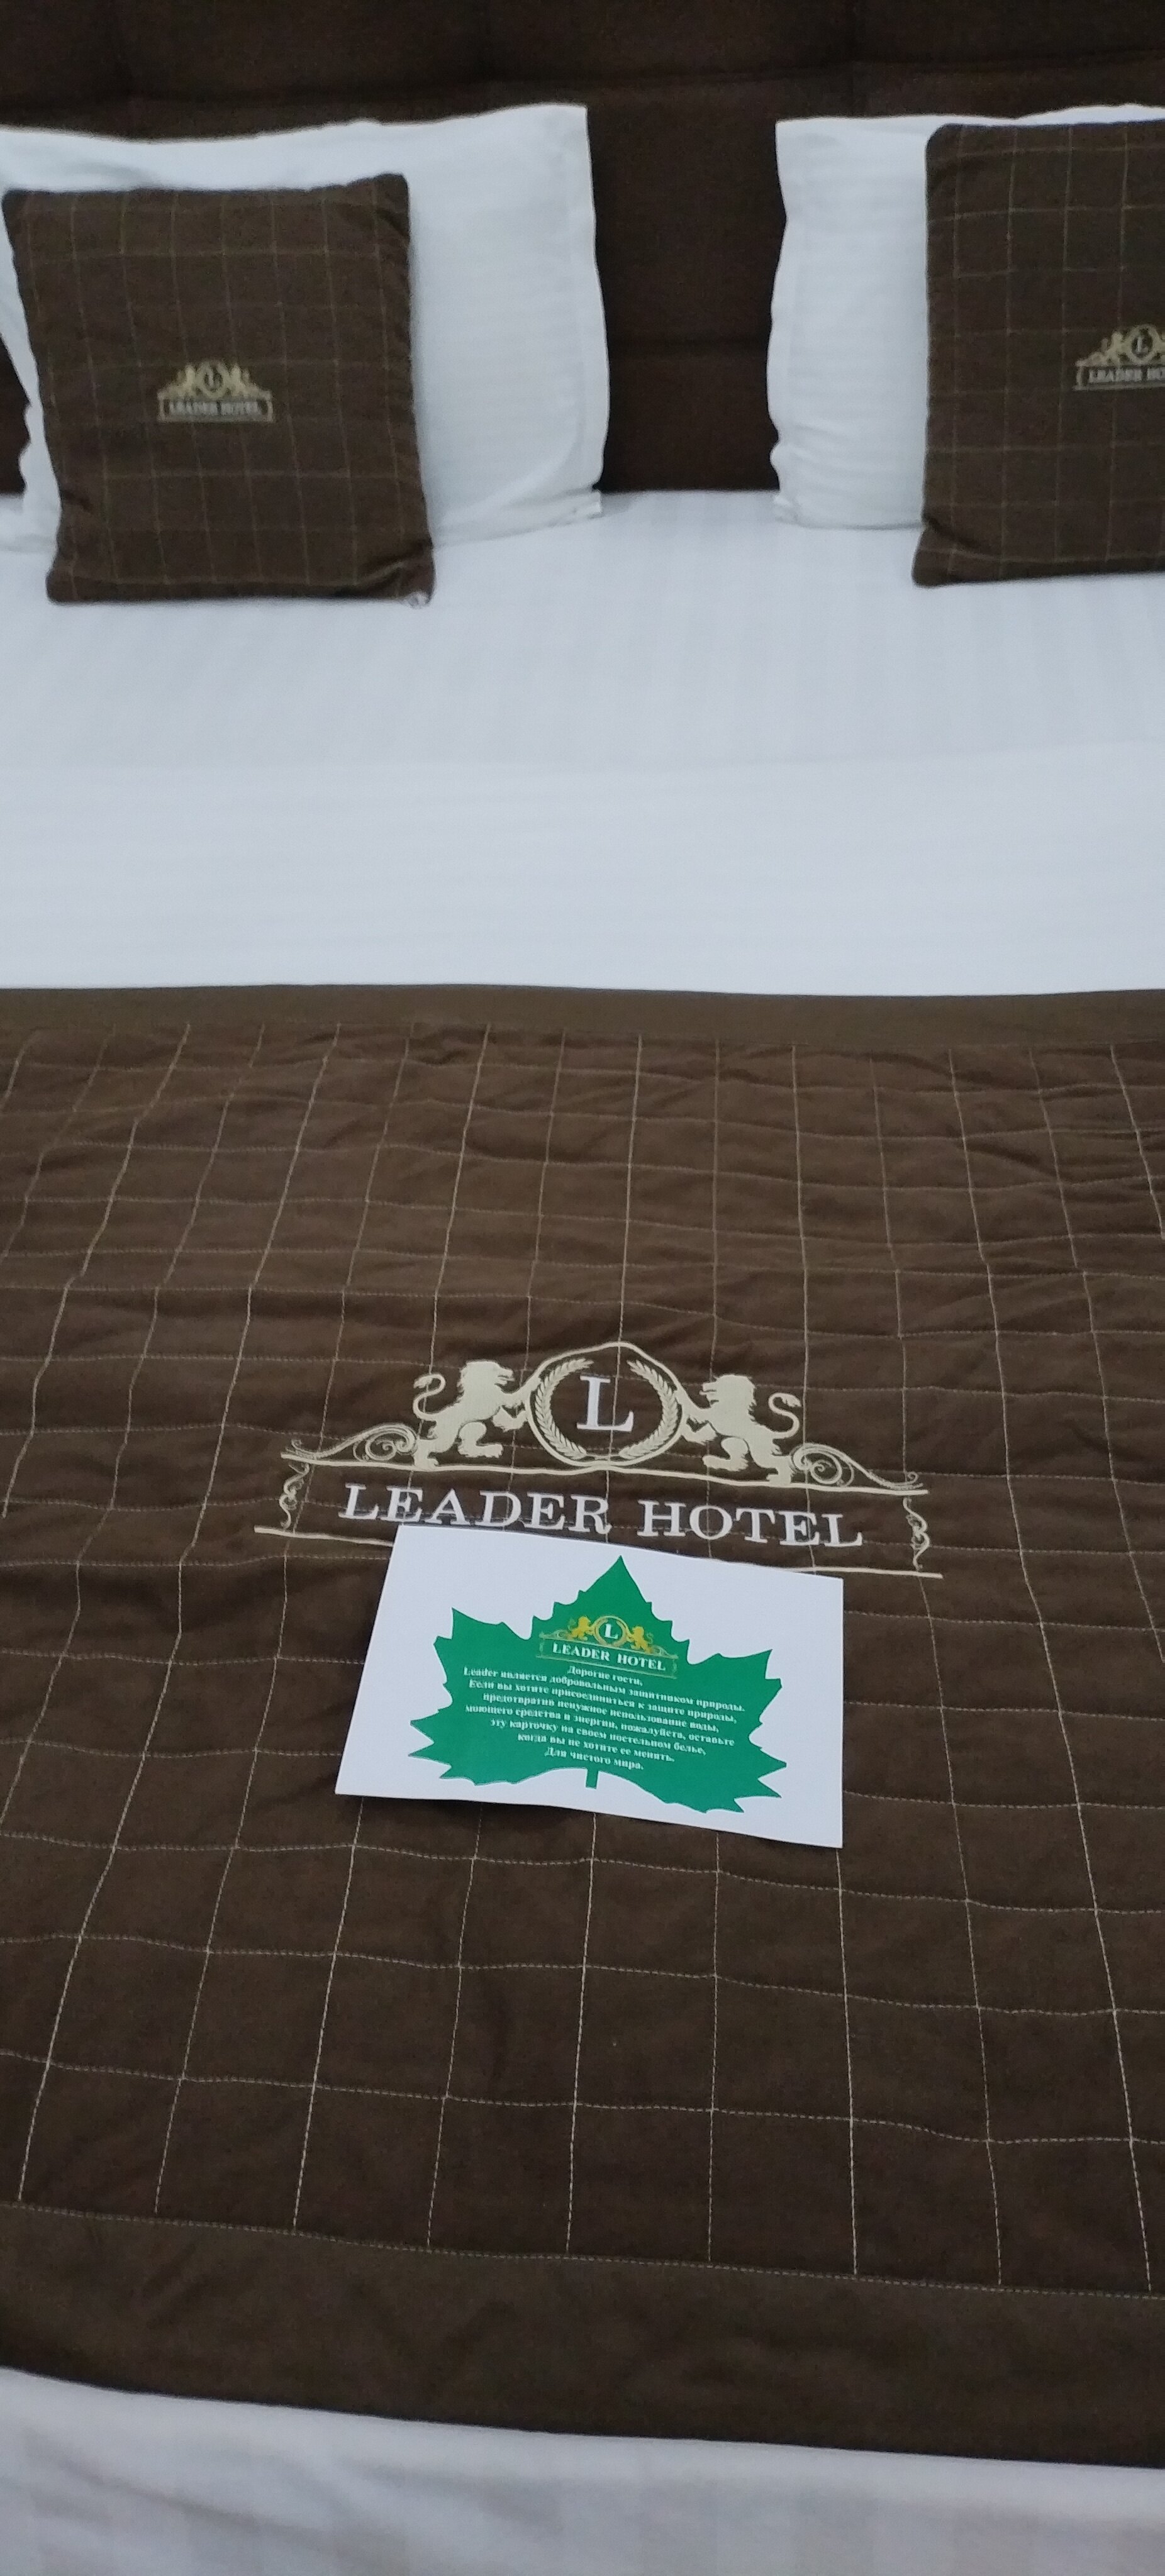 L
LEADER HOTEL
L
LEADER HO
L
LEADER HOTEL
L
LEADER HOTEL
Дорогие гости,
Leader является добровольным защитником природы.
Если вы хотите присоединиться к защите природы,
предотвратив ненужное использование воды,
моющего средства и энергии, пожалуйста, оставьте
эту карточку на своем постельном белье,
когда вы не хотите ее менять.
Для чистого мира.